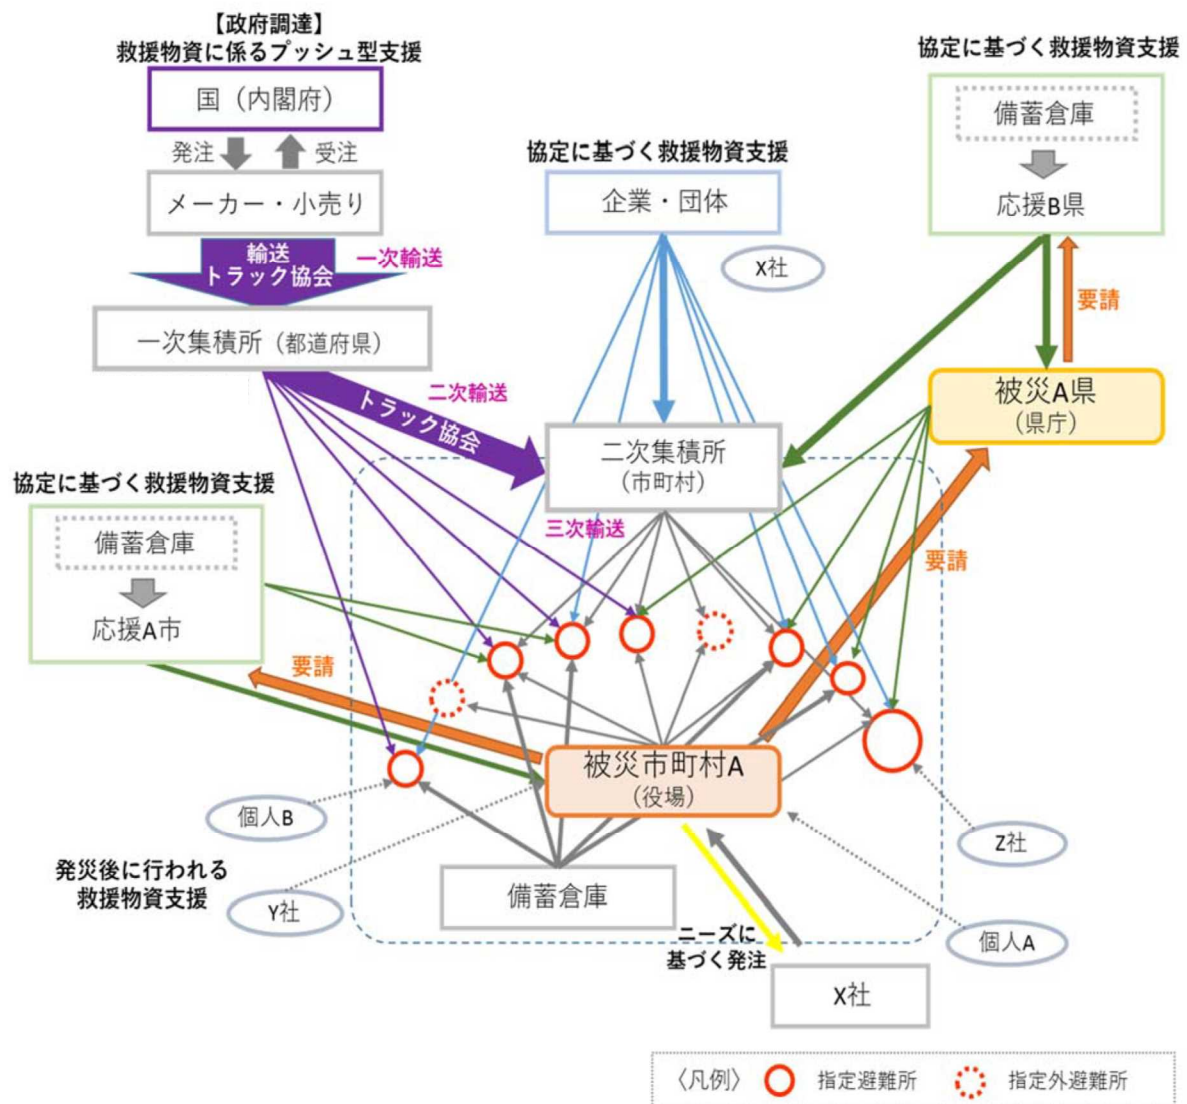 【政府調達】
救援物資に係るプッシュ型支援
国（内閣府）
発注
受注
メーカー・小売り
輸送
トラック協会
一次輸送
一次集積所（都道府県）
二次輸送
トラック協会
協定に基づく救援物資支援
企業・団体
X社
協定に基づく救援物資支援
備蓄倉庫
応援B県
要請
被災A県
（県庁）
二次集積所
（市町村）
三次輸送
要請
協定に基づく救援物資支援
備蓄倉庫
応援A市
要請
被災市町村A
（役場）
個人B
発災後に行われる
救援物資支援
Y社
備蓄倉庫
Z社
個人A
ニーズに
基づく発注
X社
〈凡例〉 指定避難所 指定外避難所